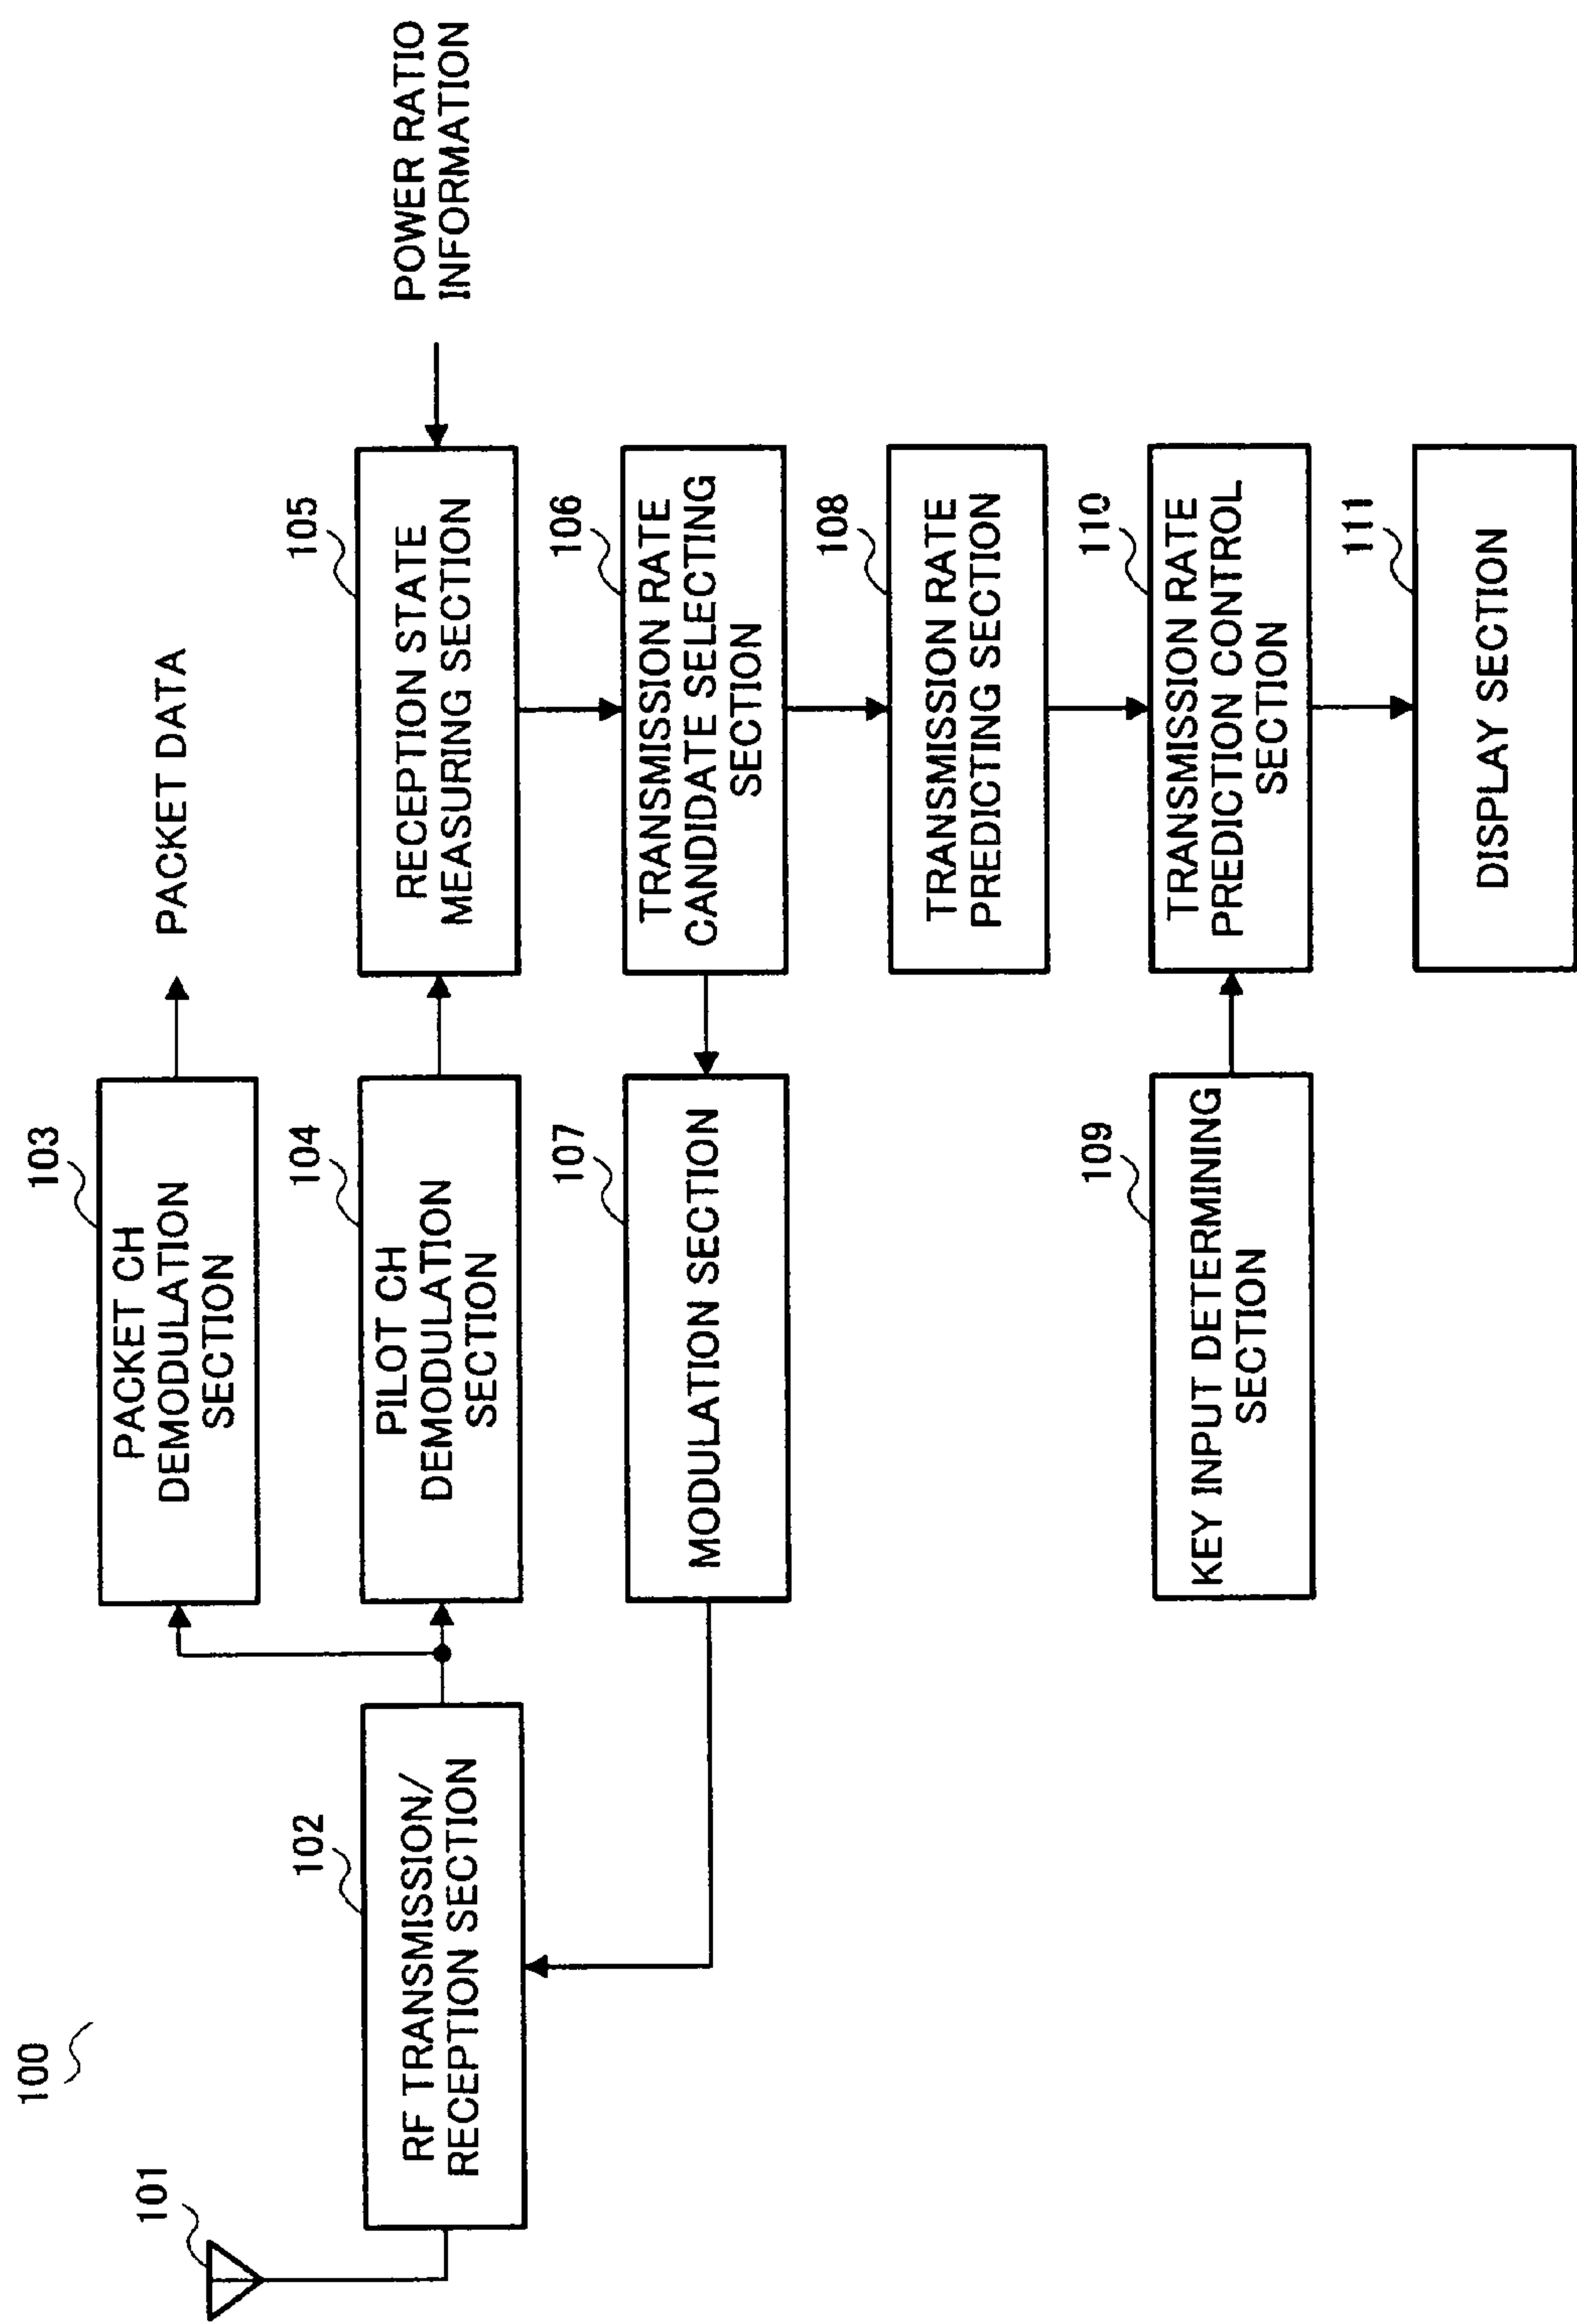 100
101
102
RF TRANSMISSION/
RECEPTION SECTION
103
PACKET CH
DEMODULATION
SECTION
PACKET DATA
104
PILOT CH
DEMODULATION
SECTION
105
RECEPTION STATE
MEASURING SECTION
POWER RATIO
INFORMATION
107
MODULATION SECTION
106
TRANSMISSION RATE
CANDIDATE SELECTING
SECTION
108
TRANSMISSION RATE
PREDICTING SECTION
109
KEY INPUT DETERMINING
SECTION
110
TRANSMISSION RATE
PREDICTION CONTROL
SECTION
111
DISPLAY SECTION